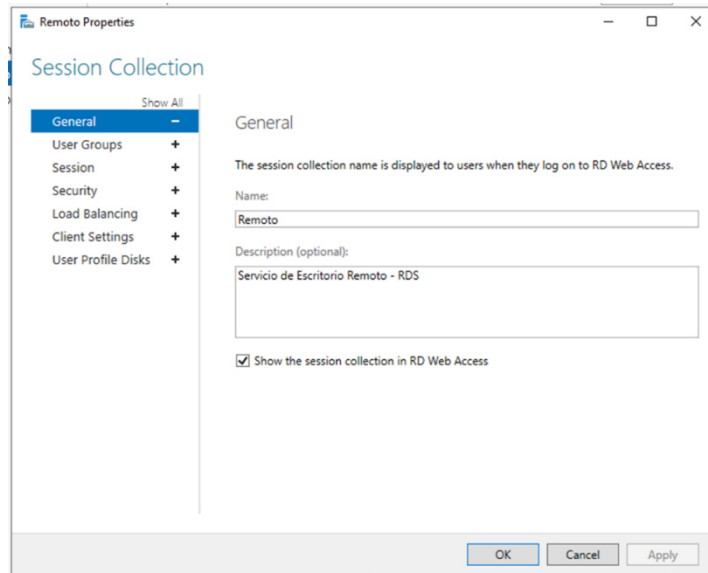 Remoto Properties
Session Collection
Show All
General
User Groups
Session
Security
Load Balancing
Client Settings
User Profile Disks
General
The session collection name is displayed to users when they log on to RD Web Access.
Name:
Remoto
Description (optional):
Servicio de Escritorio Remoto - RDS
Show the session collection in RD Web Access
OK
Cancel
Apply